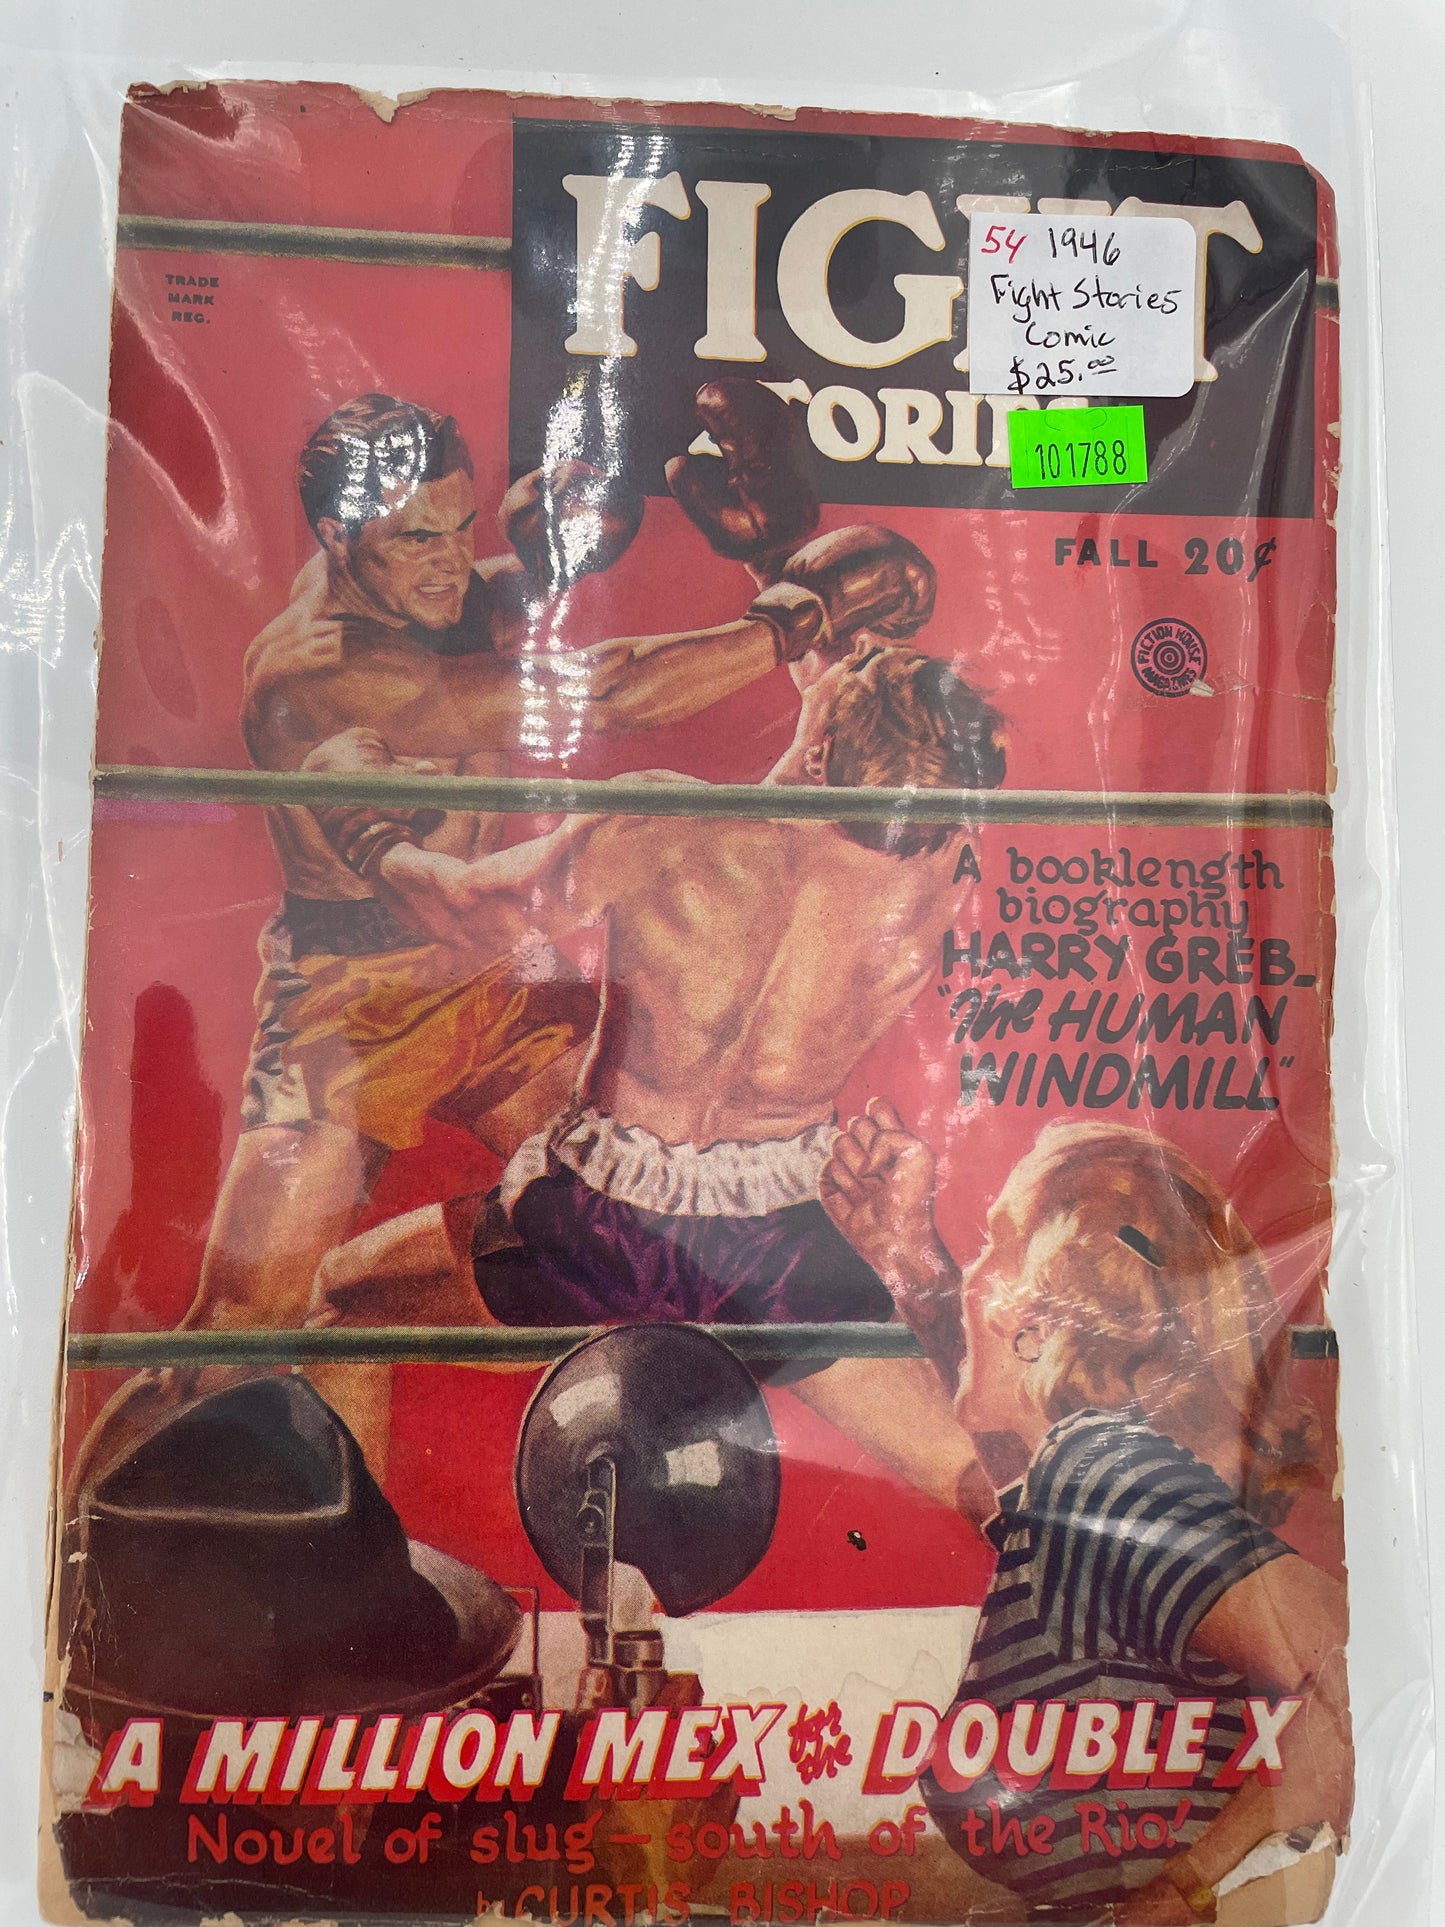 FIGHT
STORIES
54 1946
Fight Stories
Comic
$25.00
101788
TRADE
MARK
REG.
FALL 20¢
FICTION HOUSE
MAGAZINES
A booklength
biography
HARRY GREB—
"The HUMAN
WINDMILL"
A MILLION MEX for the DOUBLE X
Novel of slug — south of the Rio!
by CURTIS BISHOP